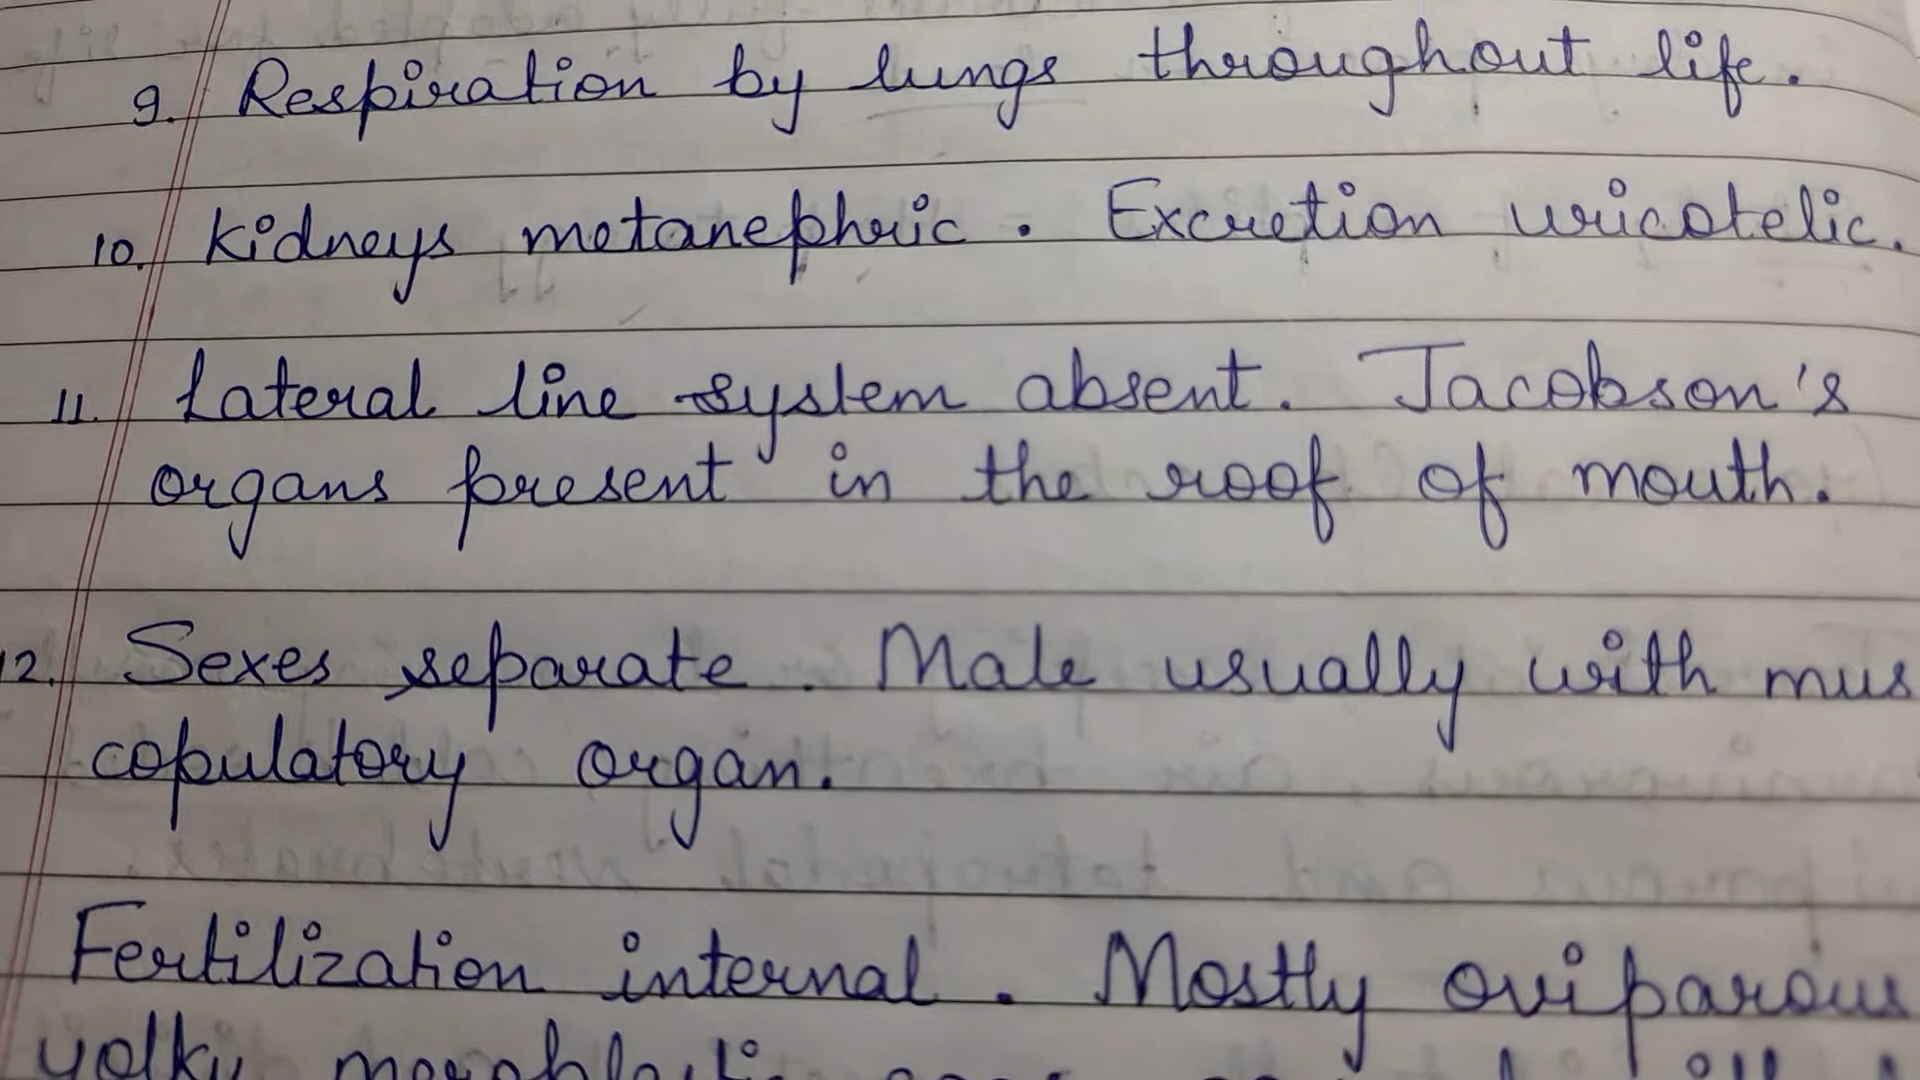 9. Respiration by lungs throughout life.
10. Kidneys metanephric. Excretion uricotelic.
11. Lateral line system absent. Jacobson's
organs present in the roof of mouth.
12. Sexes separate. Male usually with mus
copulatory organ.
Fertilization internal. Mostly oviparous
yolky